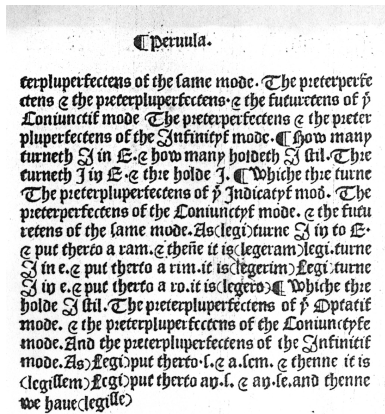 ¶Peruula.
terpluperfectens of the same mode. The preterperfe
ctens ⁊ the preterpluperfectens. ⁊ the futuretens of yͤ
Coniunctif mode The preterperfectens ⁊ the preter
pluperfectens of the Infinityf mode. ¶How many
turneth I in E. ⁊ how many holdeth I stil. Thre
turneth I in E. ⁊ thre holde I. ¶Whiche thre turne
The preterpluperfectens of yͤ Indicatyf mod. The
preterperfectens of the Coniunctyf mode. ⁊ the futu
retens of the same mode. As (legi) turne I in to E.
⁊ put therto a ram. ⁊ thēne it is (legeram) legi. turne
I in e. ⁊ put therto a rim. it is (legerim) Legi) turne
I in e. ⁊ put therto a ro. it is (legero) ¶Whiche thre
holde I stil. The preterpluperfectens of yͤ Optatif
mode. ⁊ the preterpluperfectens of the Coniunctyfe
mode. And the preterpluperfectens of the Infinitif
mode. As) Legi) put therto .s. ⁊ a .sem. ⁊ thenne it is
(legissem) Legi) put therto an .s. ⁊ an .se. and thenne
we haue (legisse)